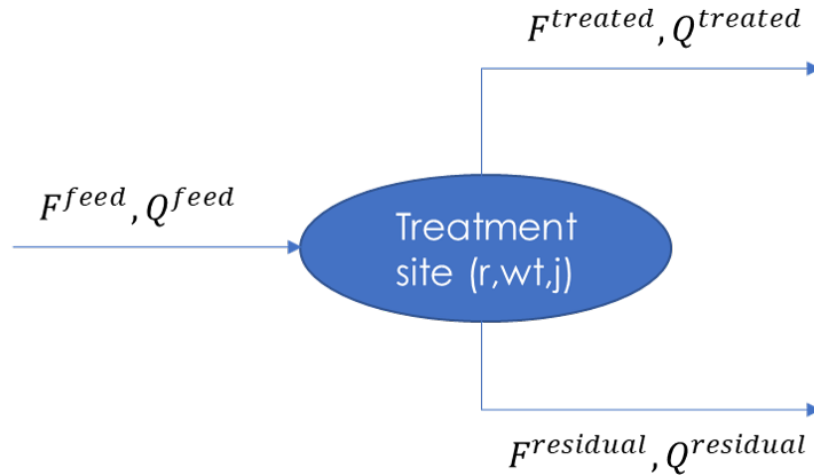 F^{treated}, Q^{treated}
F^{feed}, Q^{feed}
Treatment
site (r,wt,j)
F^{residual}, Q^{residual}